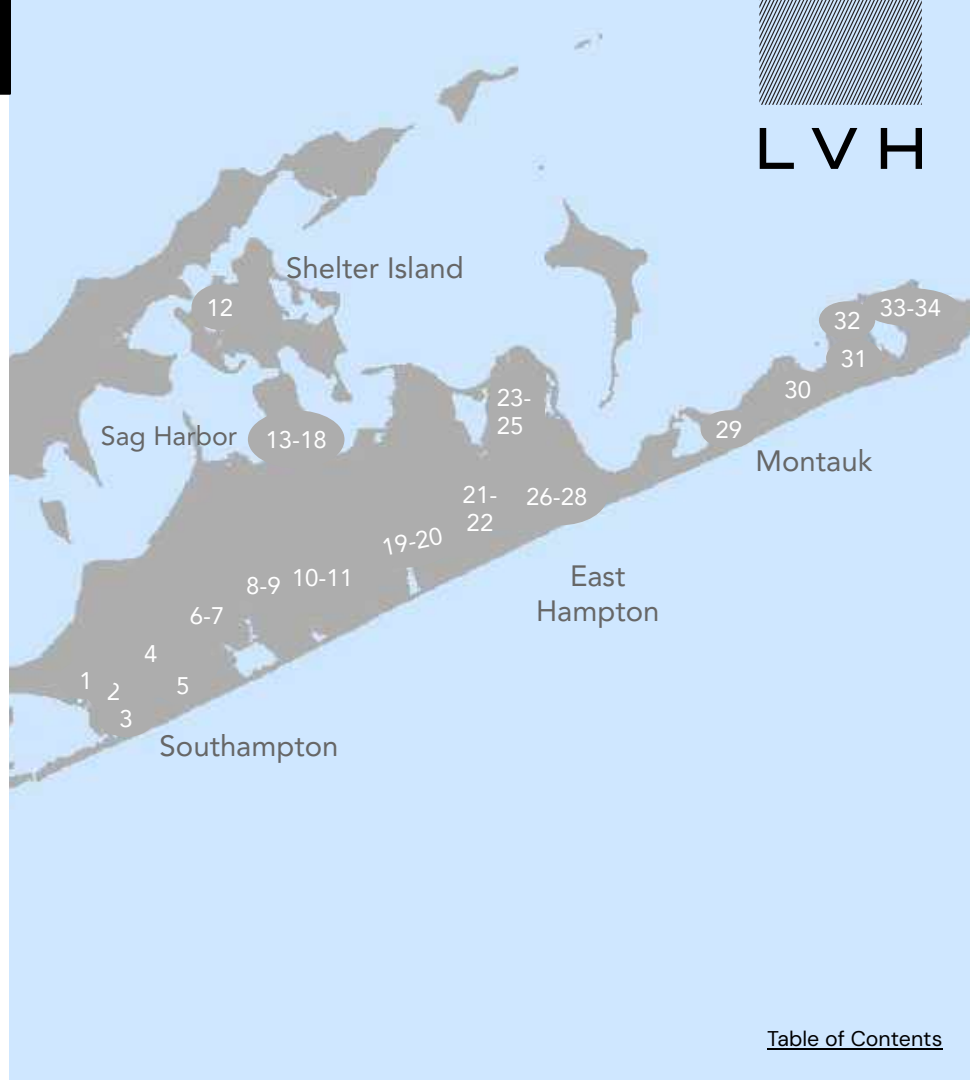 LVH
Shelter Island
12
33-34
32
31
30
23-
25
29
Sag Harbor
13-18
Montauk
21-
22
26-28
19-20
East
Hampton
8-9
10-11
6-7
4
1
2
5
3
Southampton
Table of Contents